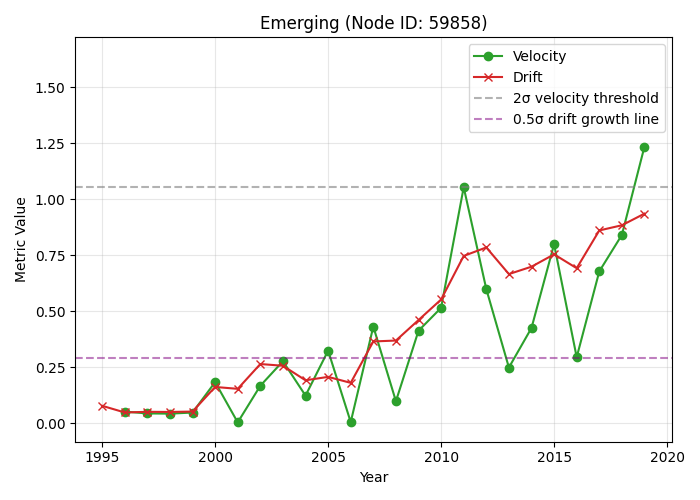 Emerging (Node ID: 59858)
Velocity
Drift
2σ velocity threshold
0.5σ drift growth line
Metric Value
1.50
1.25
1.00
0.75
0.50
0.25
0.00
1995
2000
2005
2010
2015
2020
Year